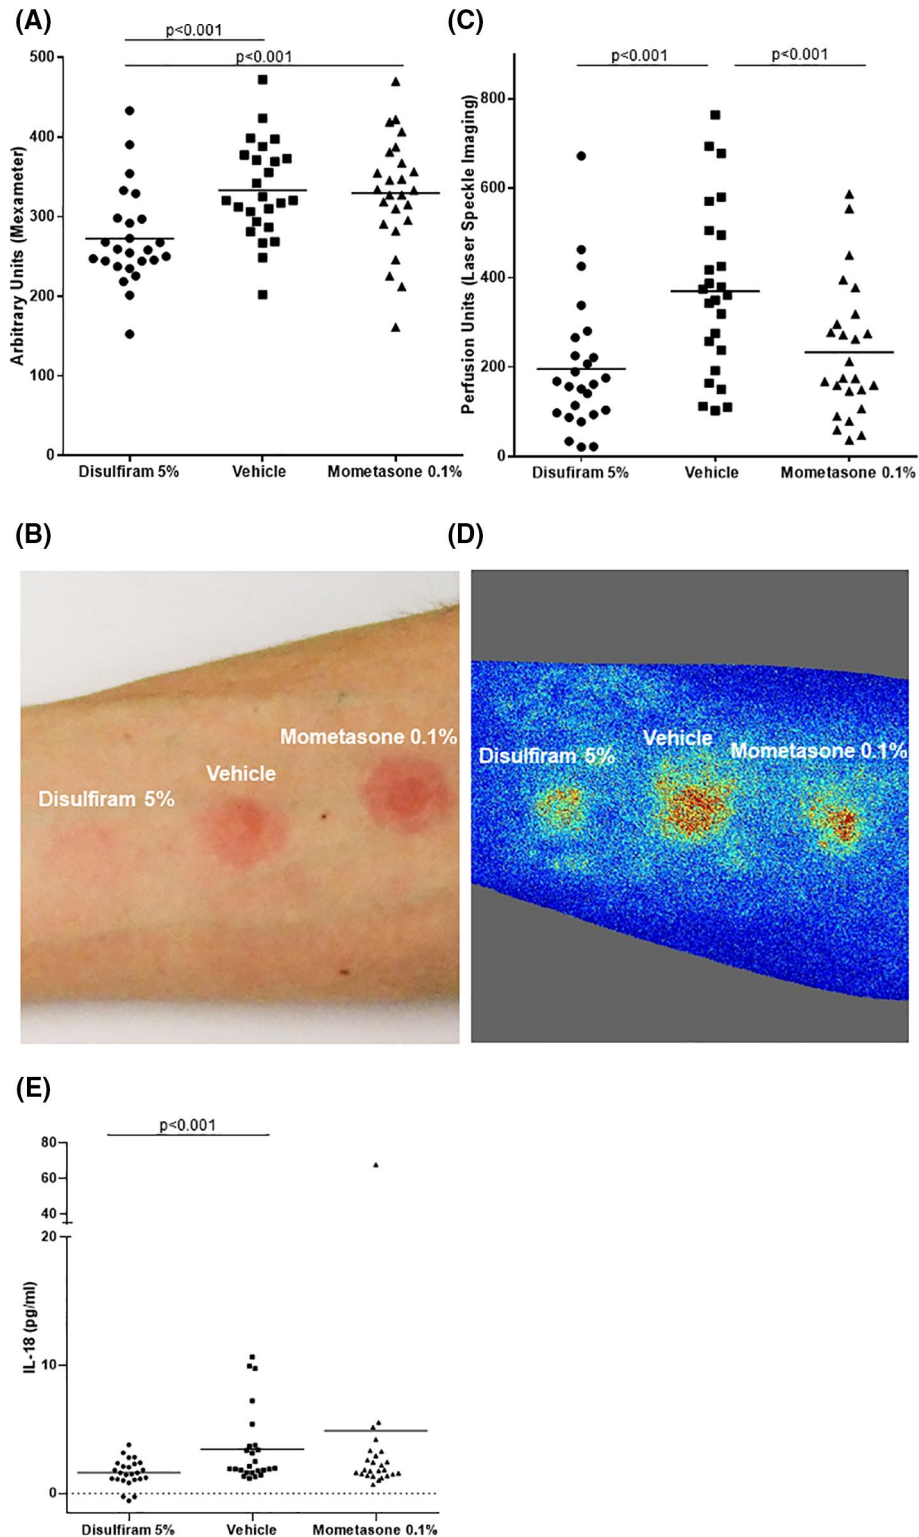 (A)
p<0.001
p<0.001
500
400
300
200
100
0
Arbitrary Units (Mexameter)
Disulfiram 5%
Vehicle
Mometasone 0.1%
(C)
p<0.001
p<0.001
800
600
400
200
0
Perfusion Units (Laser Speckle Imaging)
Disulfiram 5%
Vehicle
Mometasone 0.1%
(B)
Mometasone 0.1%
Vehicle
Disulfiram 5%
(D)
Vehicle
Mometasone 0.1%
Disulfiram 5%
(E)
p<0.001
80
60
40
20
10
0
IL-18 (pg/ml)
Disulfiram 5%
Vehicle
Mometasone 0.1%